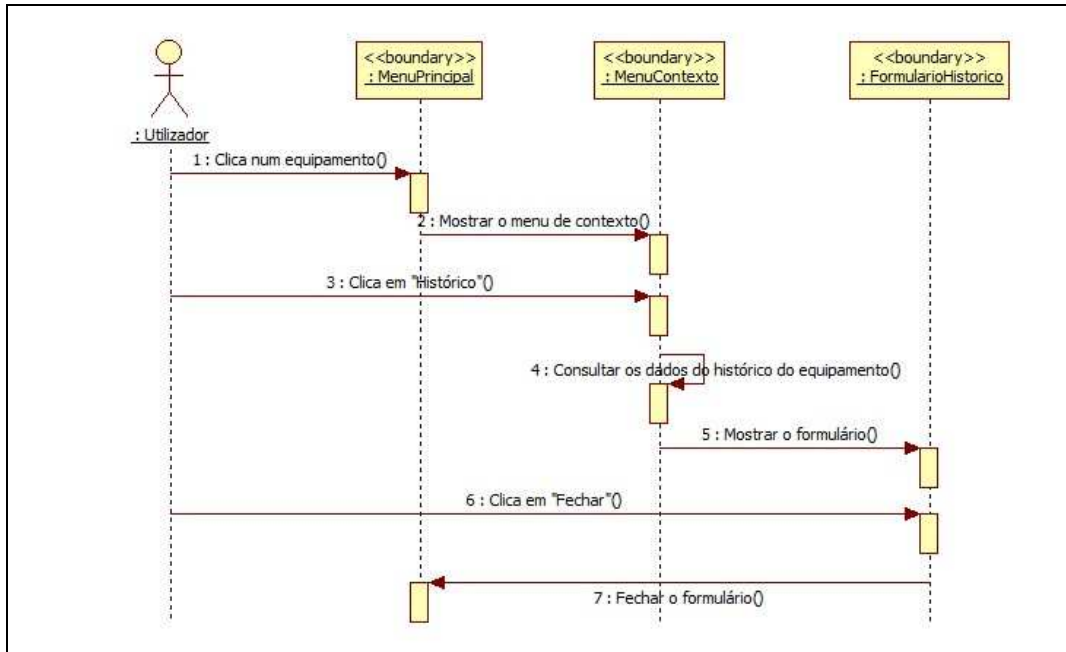 <<boundary>>
: MenuPrincipal
<<boundary>>
: MenuContexto
<<boundary>>
: FormularioHistorico
: Utilizador
1 : Clica num equipamento()
2 : Mostrar o menu de contexto()
3 : Clica em "Histórico"()
4 : Consultar os dados do histórico do equipamento()
5 : Mostrar o formulário()
6 : Clica em "Fechar"()
7 : Fechar o formulário()